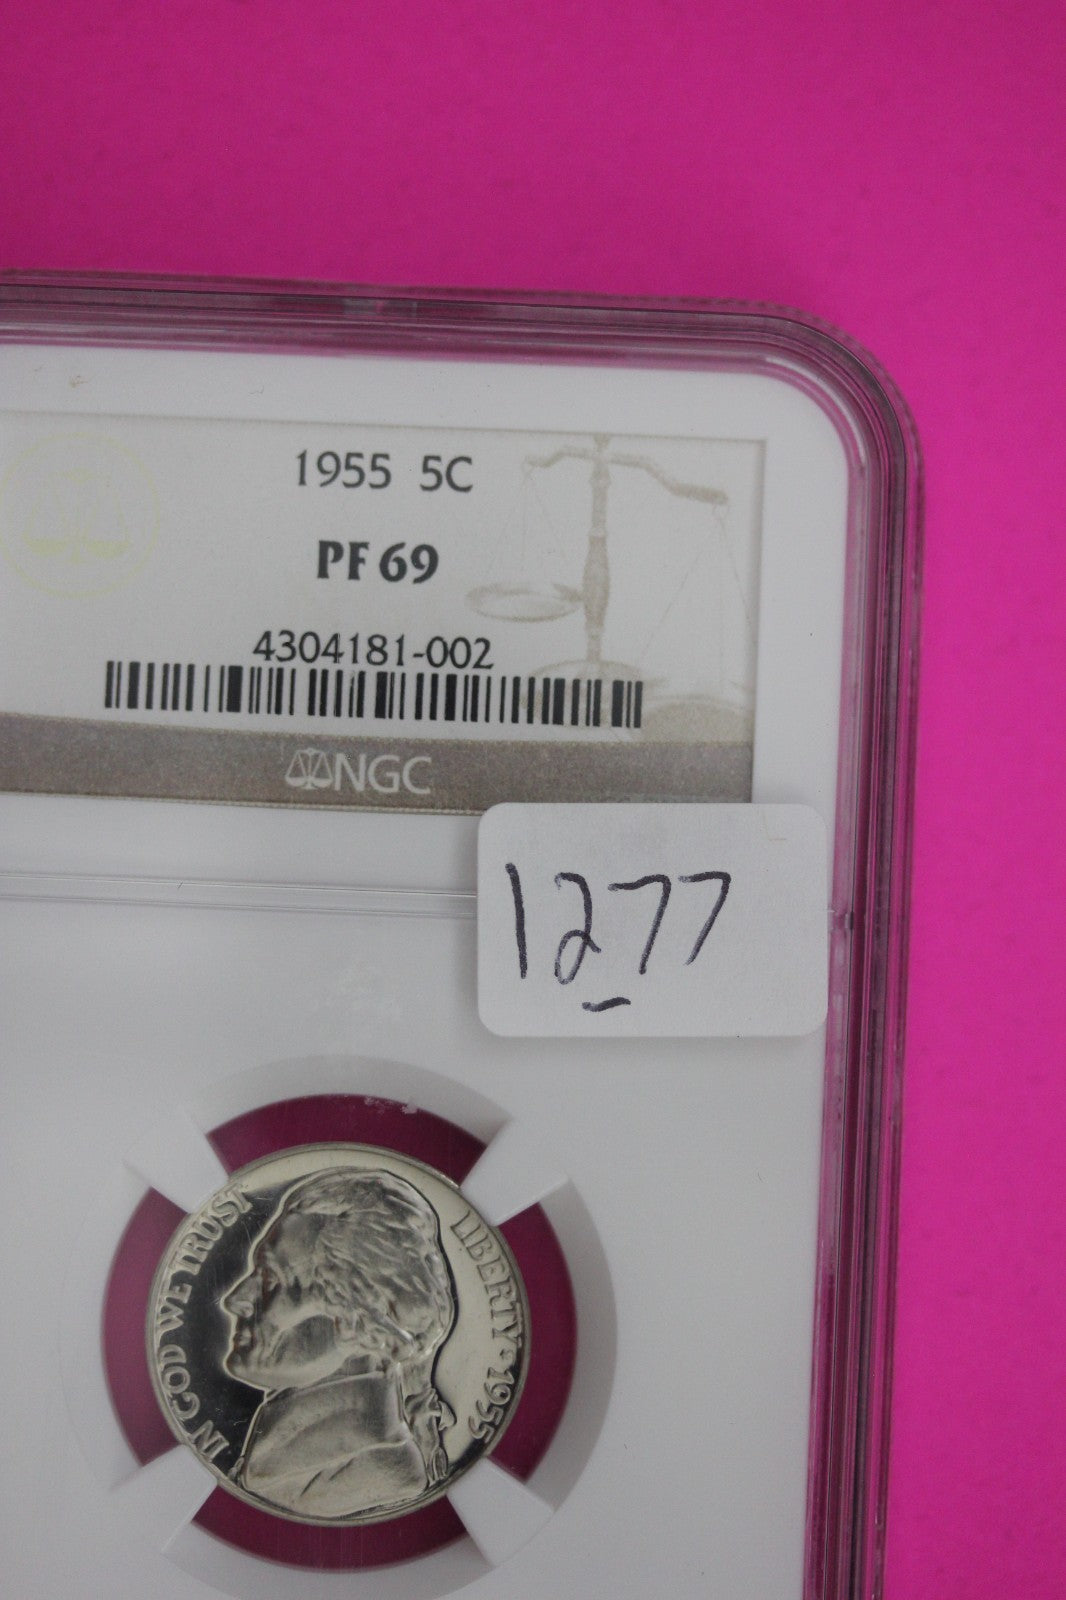 1955 5C
PF 69
4304181-002
NGC
1277
IN GOD WE TRUST
LIBERTY * 1955